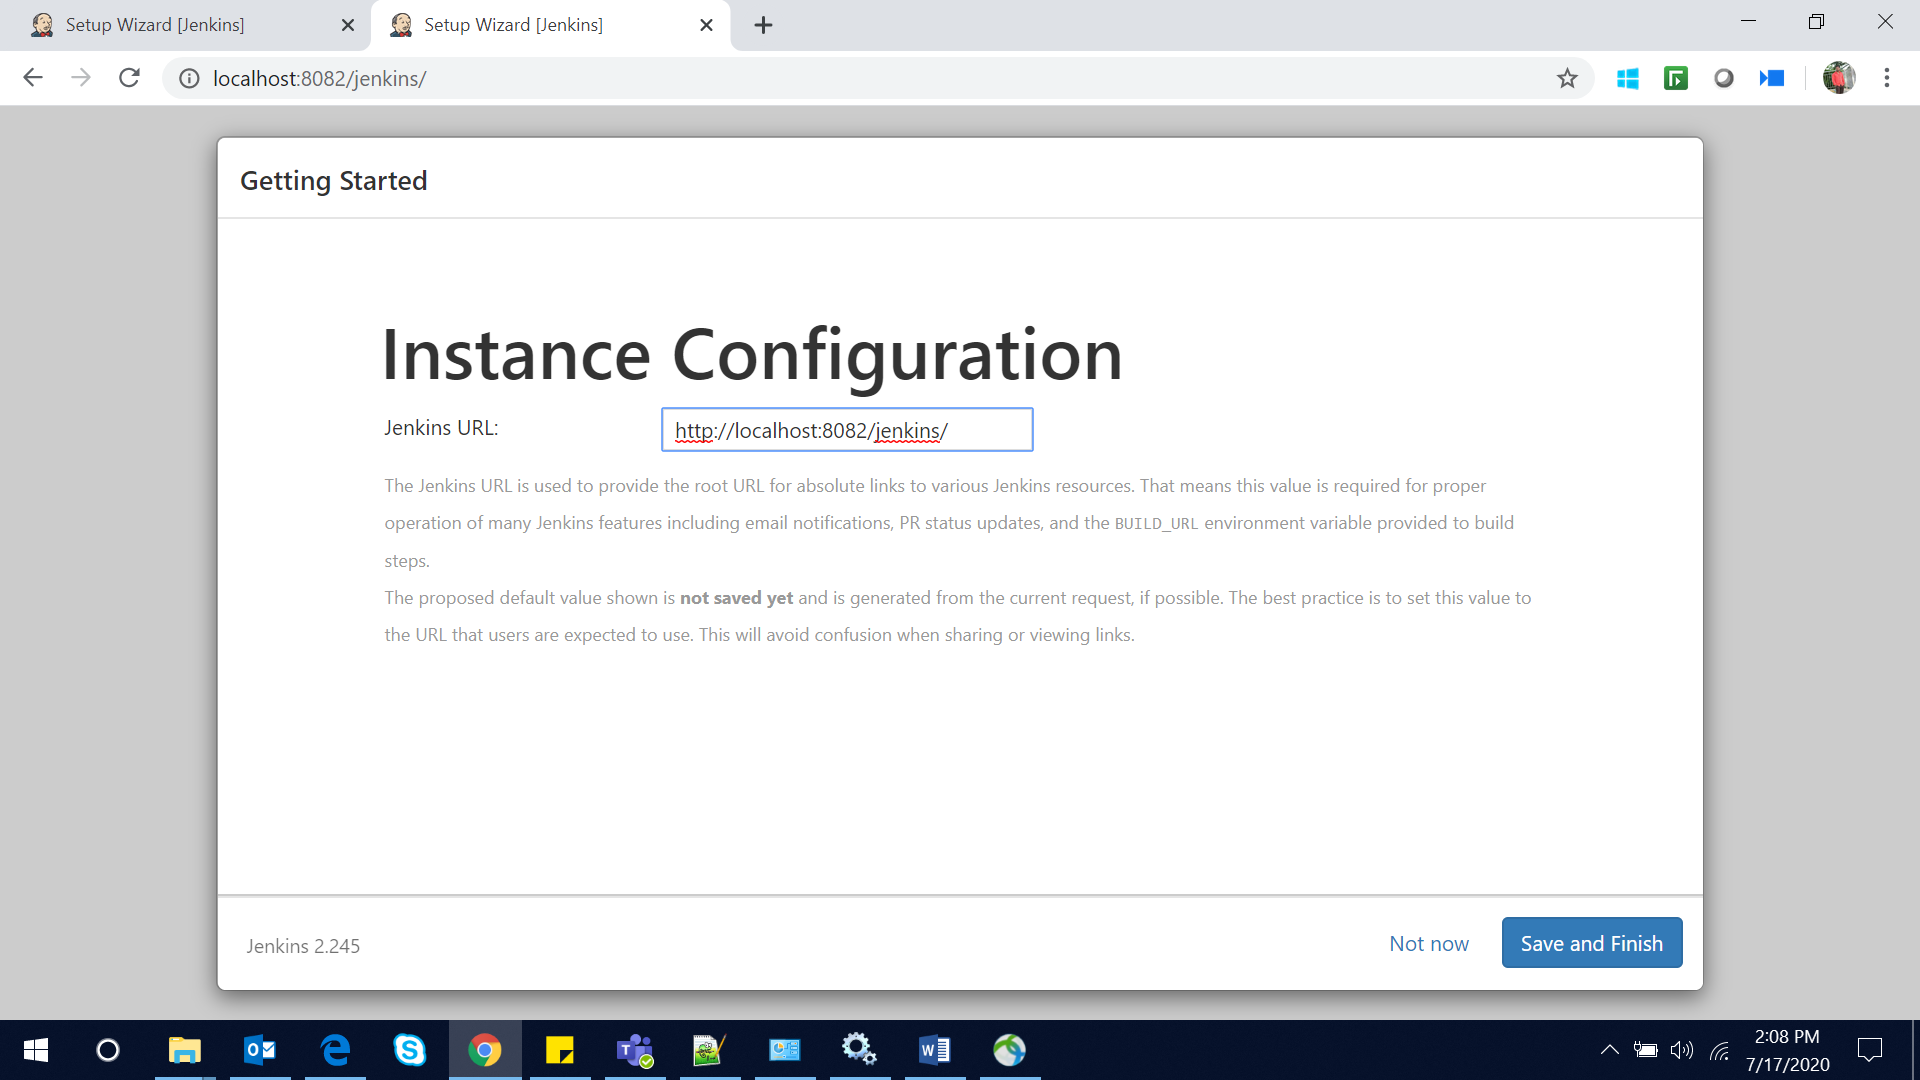 Setup Wizard [Jenkins]
Setup Wizard [Jenkins]
localhost:8082/jenkins/
Getting Started
Instance Configuration
Jenkins URL:
http://localhost:8082/jenkins/
The Jenkins URL is used to provide the root URL for absolute links to various Jenkins resources. That means this value is required for proper
operation of many Jenkins features including email notifications, PR status updates, and the BUILD_URL environment variable provided to build
steps.
The proposed default value shown is not saved yet and is generated from the current request, if possible. The best practice is to set this value to
the URL that users are expected to use. This will avoid confusion when sharing or viewing links.
Jenkins 2.245
Not now
Save and Finish
2:08 PM
7/17/2020